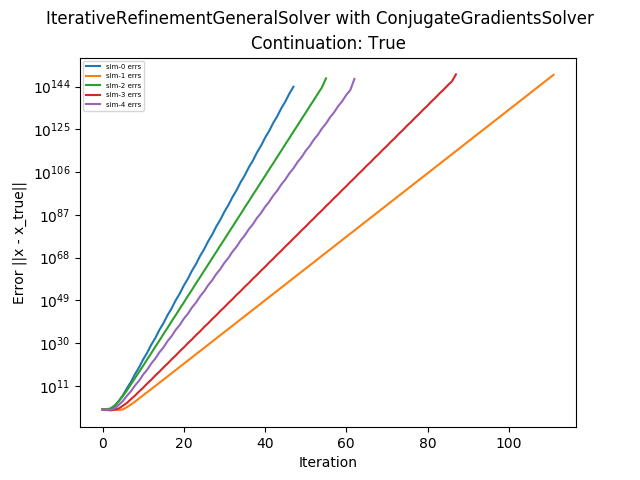 IterativeRefinementGeneralSolver with ConjugateGradientsSolver
Continuation: True
sim-0 errs
sim-1 errs
sim-2 errs
sim-3 errs
sim-4 errs
10^144
10^125
10^106
10^87
10^68
10^49
10^30
10^11
Error ||x - x_true||
0 20 40 60 80 100
Iteration